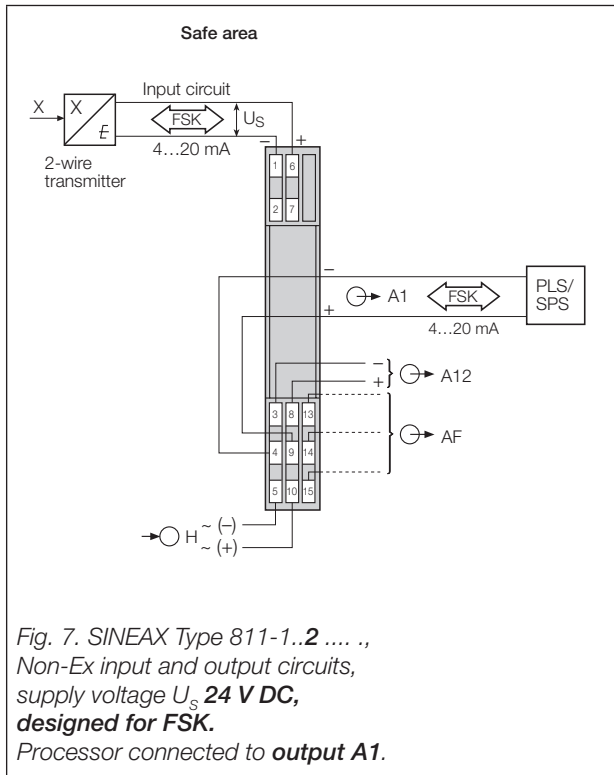 Safe area
Input circuit
X
X
E
FSK
U_S
4…20 mA
− +
2-wire
transmitter
1 6
2 7
−
A1
FSK
PLS/
SPS
+
4…20 mA
−
A12
+
3 8 13
AF
4 9 14
5 10 15
H ~ (–)
~ (+)
Fig. 7. SINEAX Type 811-1..2 .... .,
Non-Ex input and output circuits,
supply voltage U_S 24 V DC,
designed for FSK.
Processor connected to output A1.